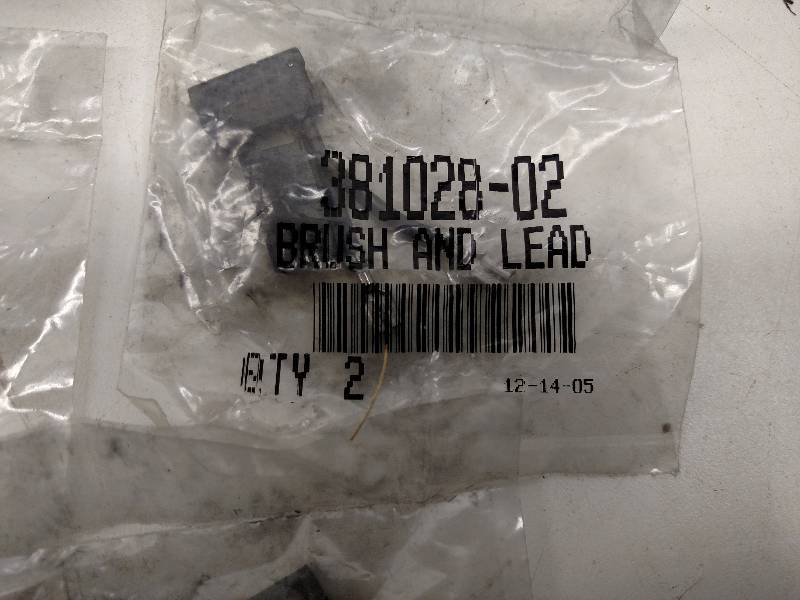 381028-02
BRUSH AND LEAD
QTY 2
12-14-05